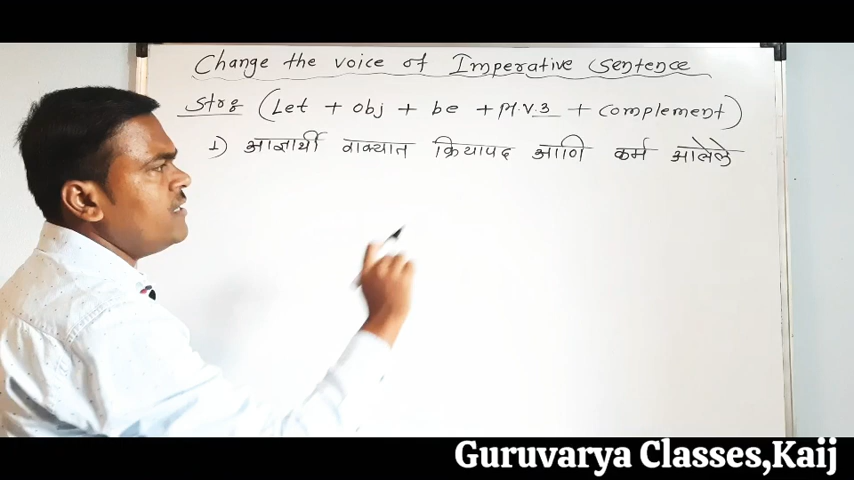 Change the voice of Imperative Sentence
Str: (Let + obj + be + M.V.3 + Complement)
1) आज्ञार्थी वाक्यात क्रियापद आणि कर्म आलेले
Guruvarya Classes,Kaij